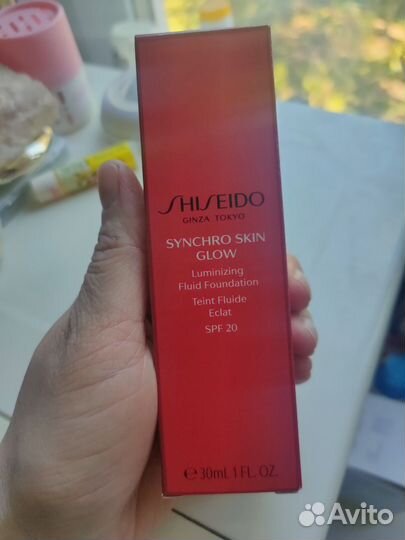 SHISEIDO
GINZA TOKYO
SYNCHRO SKIN
GLOW
Luminizing
Fluid Foundation
Teint Fluide
Eclat
SPF 20
℮ 30mL 1 FL. OZ.
Avito